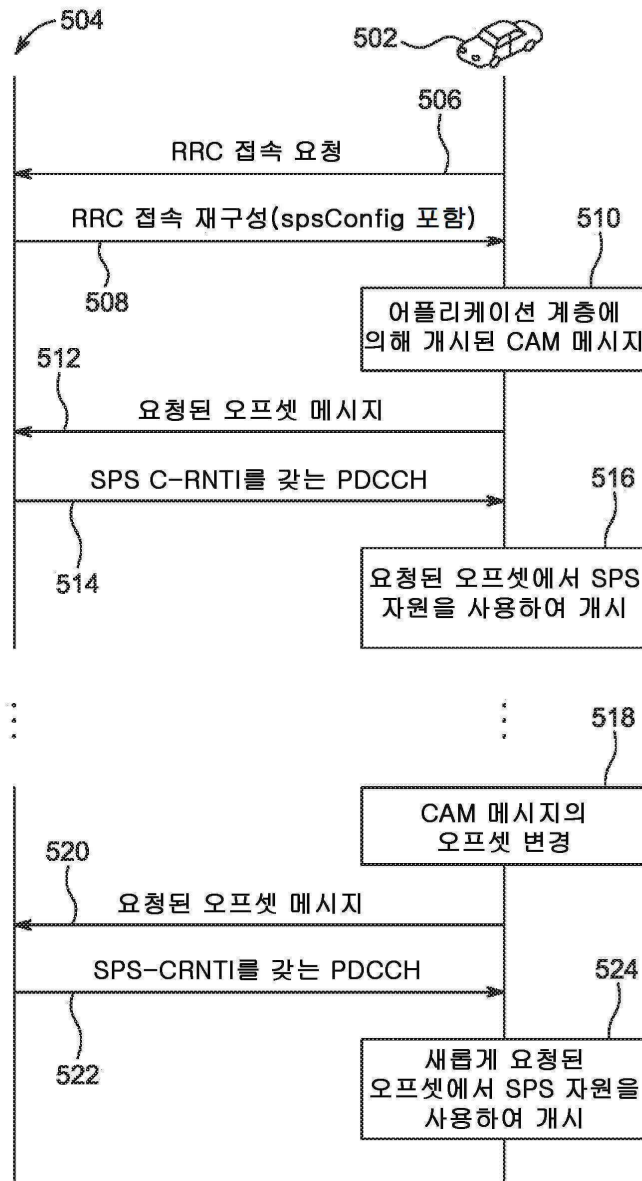 504
502
506
RRC 접속 요청
RRC 접속 재구성(spsConfig 포함)
508
510
어플리케이션 계층에
의해 개시된 CAM 메시지
512
요청된 오프셋 메시지
SPS C-RNTI를 갖는 PDCCH
514
516
요청된 오프셋에서 SPS
자원을 사용하여 개시
518
CAM 메시지의
오프셋 변경
520
요청된 오프셋 메시지
SPS-CRNTI를 갖는 PDCCH
522
524
새롭게 요청된
오프셋에서 SPS 자원을
사용하여 개시